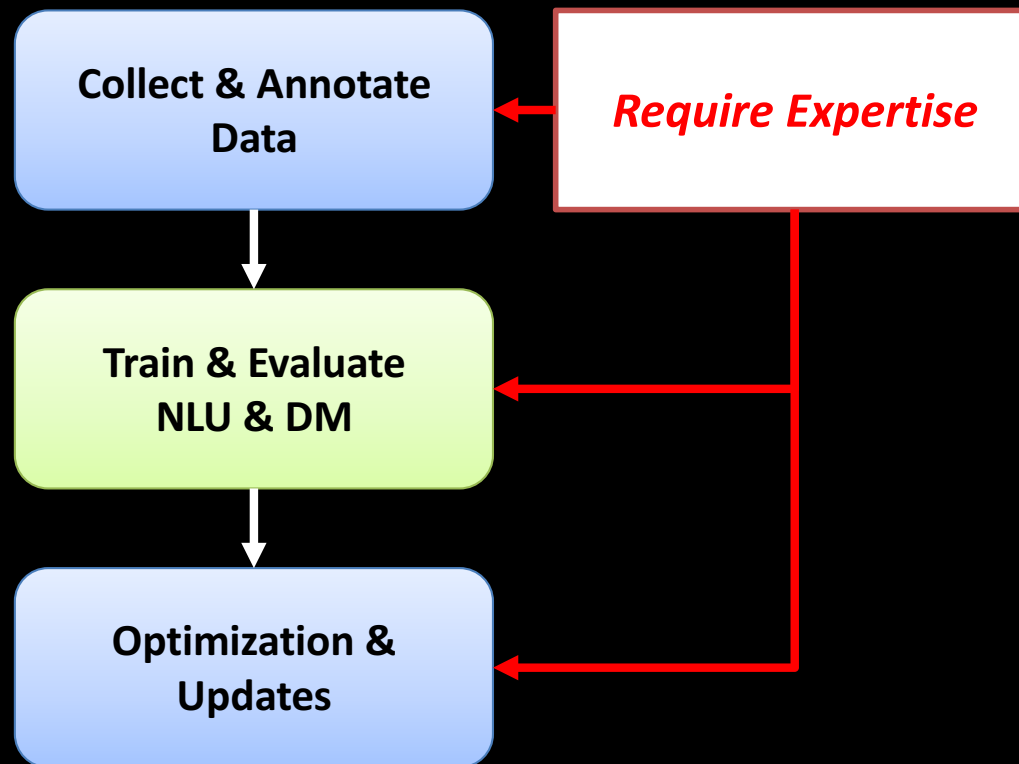 Collect & Annotate
Data
Require Expertise
Train & Evaluate
NLU & DM
Optimization &
Updates